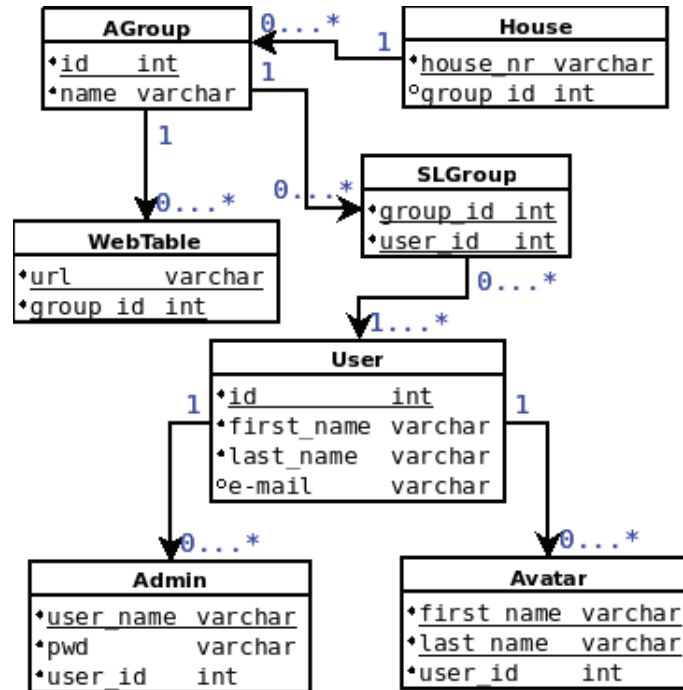 AGroup
id int
name varchar
0...*
1
House
house_nr varchar
group_id int
1
1
0...*
0...*
WebTable
url varchar
group_id int
SLGroup
group_id int
user_id int
0...*
1...*
User
id int
first_name varchar
last_name varchar
e-mail varchar
1
1
0...*
0...*
Admin
user_name varchar
pwd varchar
user_id int
Avatar
first_name varchar
last_name varchar
user_id int